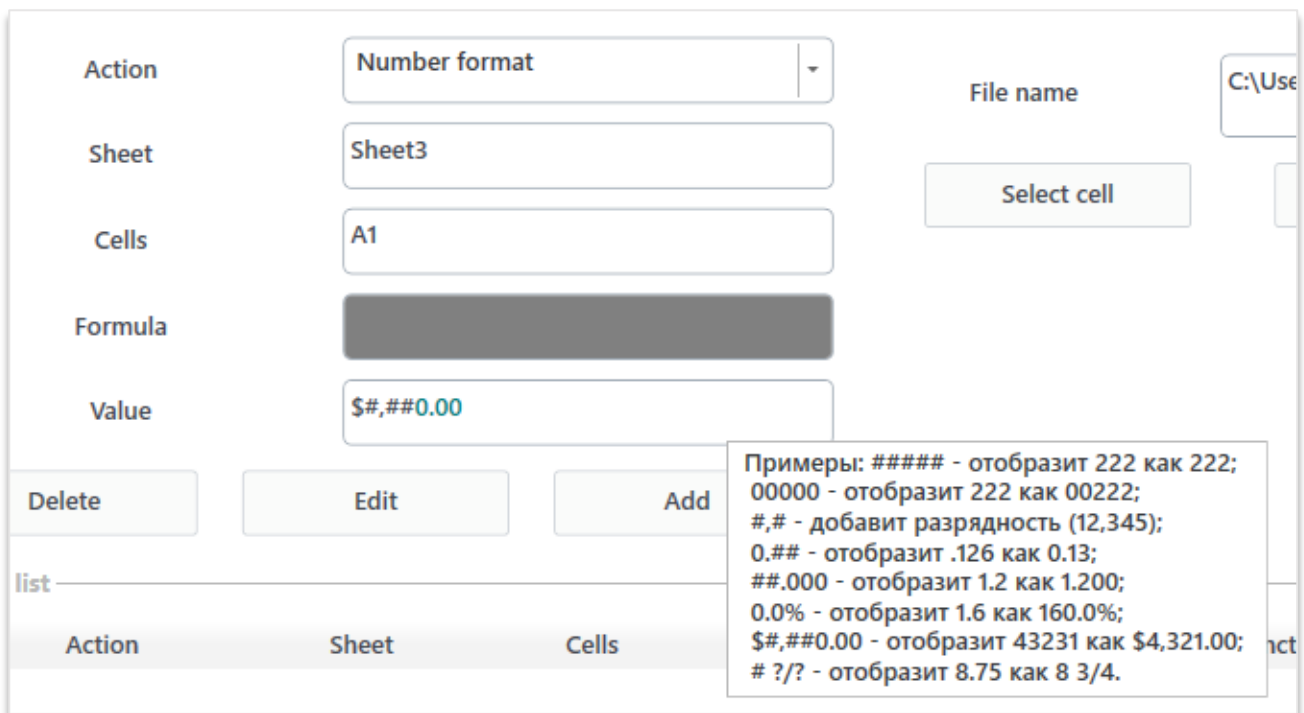 Action
Number format
File name
C:\Use
Sheet
Sheet3
Select cell
Cells
A1
Formula
Value
$#,##0.00
Примеры: ##### - отобразит 222 как 222;
00000 - отобразит 222 как 00222;
#,# - добавит разрядность (12,345);
0.## - отобразит .126 как 0.13;
##.000 - отобразит 1.2 как 1.200;
0.0% - отобразит 1.6 как 160.0%;
$#,##0.00 - отобразит 43231 как $4,321.00;
# ?/? - отобразит 8.75 как 8 3/4.
Delete
Edit
Add
list
Action
Sheet
Cells
nct